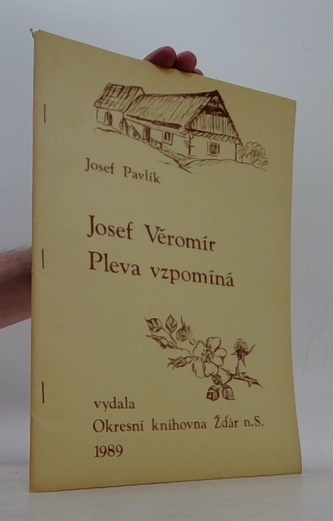 Josef Pavlík
Josef Věromír
Pleva vzpomíná
vydala
Okresní knihovna Žďár n.S.
1989